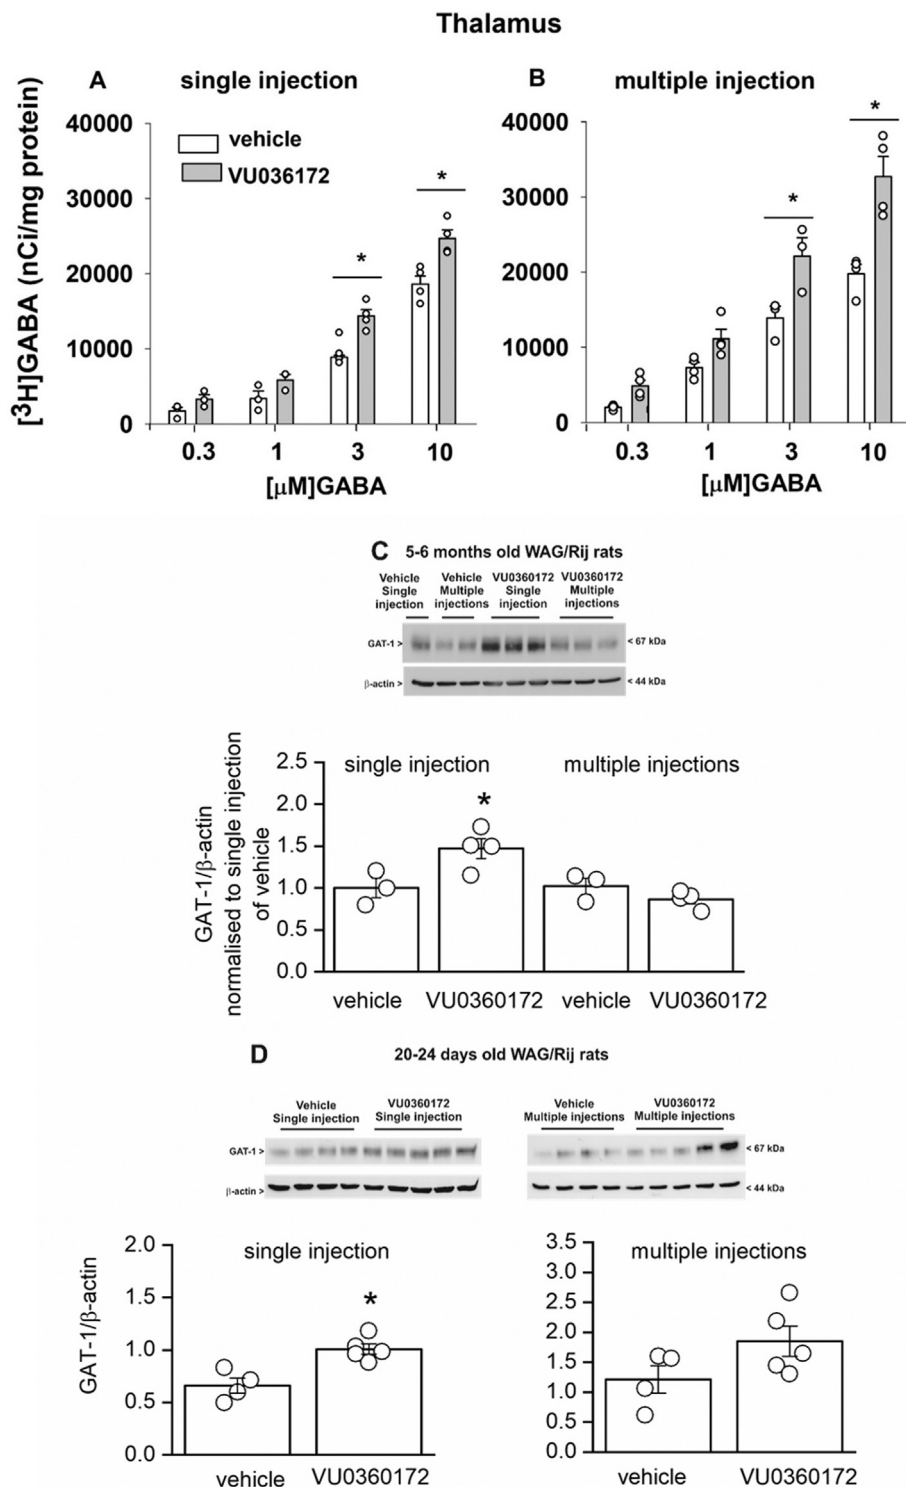 Thalamus
A single injection
B multiple injection
[³H]GABA (nCi/mg protein)
40000
30000
20000
10000
0
vehicle
VU036172
*
*
0.3 1 3 10
[μM]GABA
40000
30000
20000
10000
0
*
*
0.3 1 3 10
[μM]GABA
C 5-6 months old WAG/Rij rats
Vehicle Vehicle VU0360172 VU0360172
Single Multiple Single Multiple
injection injections injection injections
GAT-1 > < 67 kDa
β-actin > < 44 kDa
GAT-1/β-actin
normalised to single injection
of vehicle
2.5
2.0
1.5
1.0
0.5
0.0
single injection multiple injections
*
vehicle VU0360172 vehicle VU0360172
D 20-24 days old WAG/Rij rats
Vehicle VU0360172
Single injection Single injection
GAT-1 >
β-actin >
Vehicle VU0360172
Multiple injections Multiple injections
< 67 kDa
< 44 kDa
GAT-1/β-actin
2.0
1.5
1.0
0.5
0.0
single injection
*
vehicle VU0360172
3.5
3.0
2.5
2.0
1.5
1.0
0.5
0.0
multiple injections
vehicle VU0360172